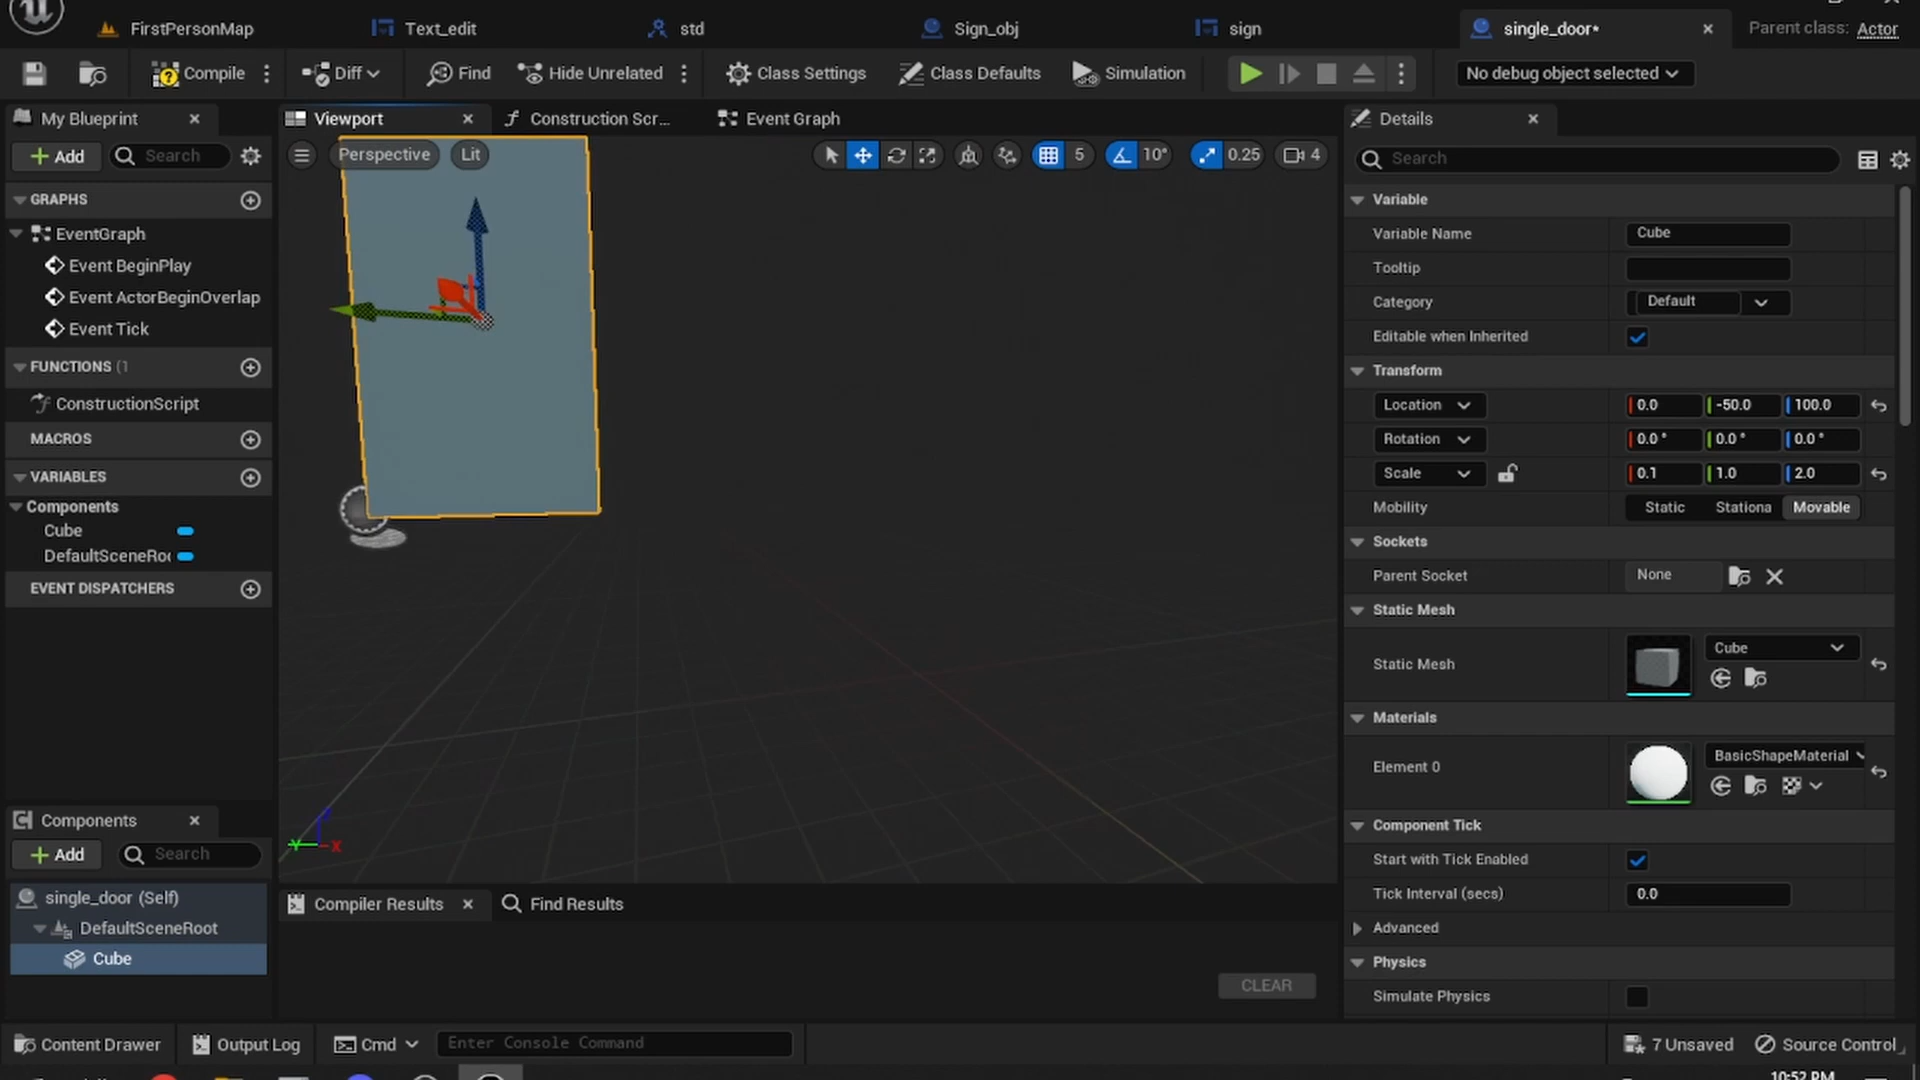 FirstPersonMap
Text_edit
std
Sign_obj
sign
single_door*
Parent class: Actor
Compile
Diff
Find
Hide Unrelated
Class Settings
Class Defaults
Simulation
No debug object selected
My Blueprint
Viewport
Construction Scr...
Event Graph
Details
Add
Search
Perspective
Lit
5
10°
0.25
4
Search
GRAPHS
EventGraph
Event BeginPlay
Event ActorBeginOverlap
Event Tick
FUNCTIONS (1
ConstructionScript
MACROS
VARIABLES
Components
Cube
DefaultSceneRo
EVENT DISPATCHERS
Variable
Variable Name
Cube
Tooltip
Category
Default
Editable when Inherited
Transform
Location
0.0
-50.0
100.0
Rotation
0.0 °
0.0 °
0.0 °
Scale
0.1
1.0
2.0
Mobility
Static
Stationa
Movable
Sockets
Parent Socket
None
Static Mesh
Static Mesh
Cube
Materials
Element 0
BasicShapeMaterial
Component Tick
Start with Tick Enabled
Tick Interval (secs)
0.0
Advanced
Physics
Simulate Physics
Y
X
Components
Add
Search
single_door (Self)
DefaultSceneRoot
Cube
Compiler Results
Find Results
CLEAR
Content Drawer
Output Log
Cmd
Enter Console Command
7 Unsaved
Source Control
10:52 PM